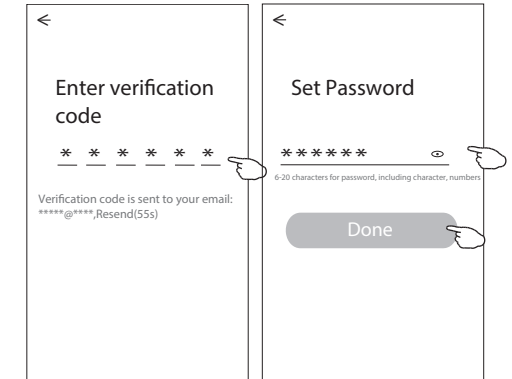 Enter verification
code
* * * * * *
Verification code is sent to your email:
*****@****,Resend(55s)
Set Password
******
6-20 characters for password, including character, numbers
Done